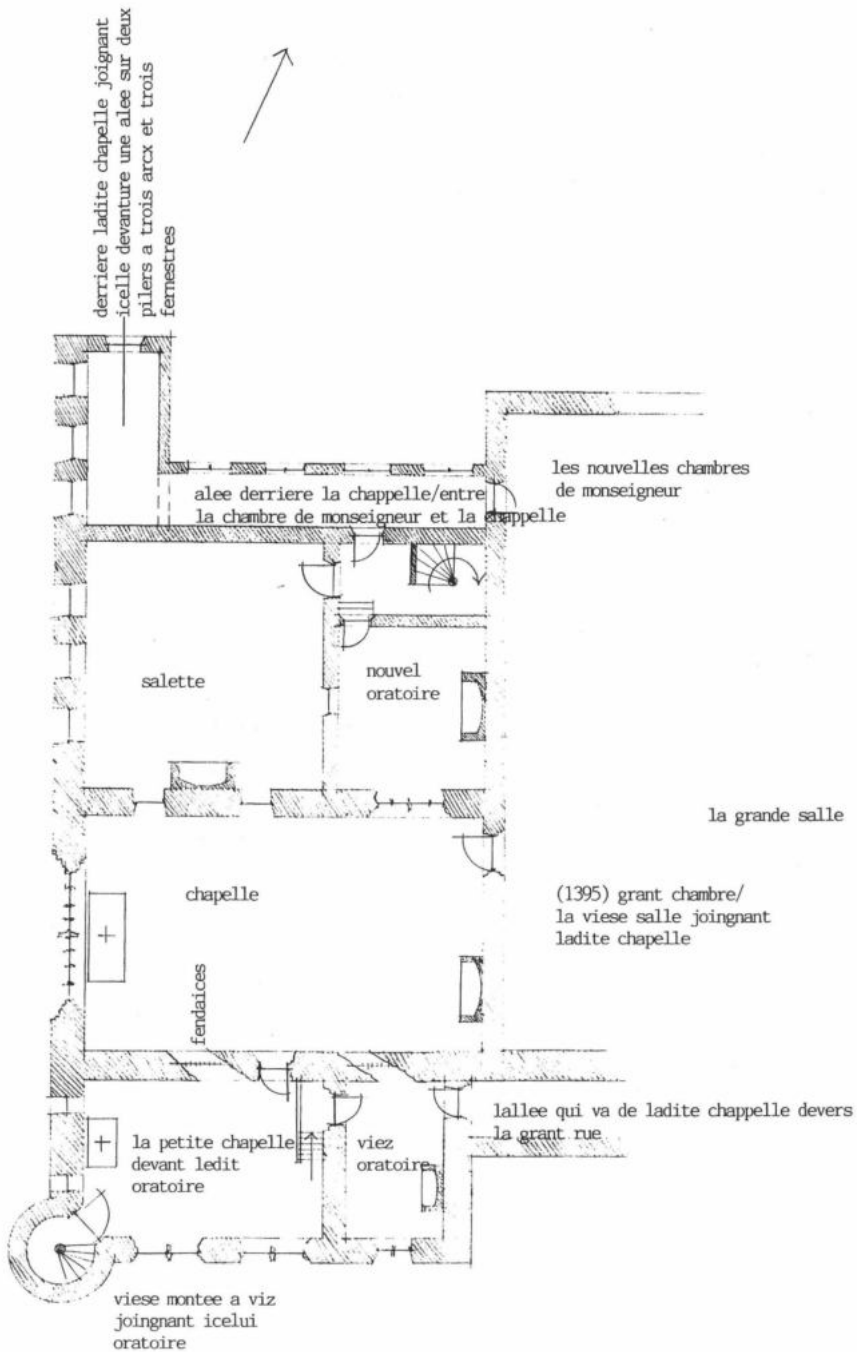 derriere ladite chapelle joignant
icelle devanture une alee sur deux
pilers a trois arcx et trois
fernestres
les nouvelles chambres
de monseigneur
alee derriere la chappelle/entre
la chambre de monseigneur et la chappelle
salette
nouvel
oratoire
la grande salle
chapelle
(1395) grant chambre/
la viese salle joingnant
ladite chapelle
fendaices
lallee qui va de ladite chappelle devers
la grant rue
la petite chapelle
devant ledit
oratoire
viez
oratoire
viese montee a viz
joingnant icelui
oratoire